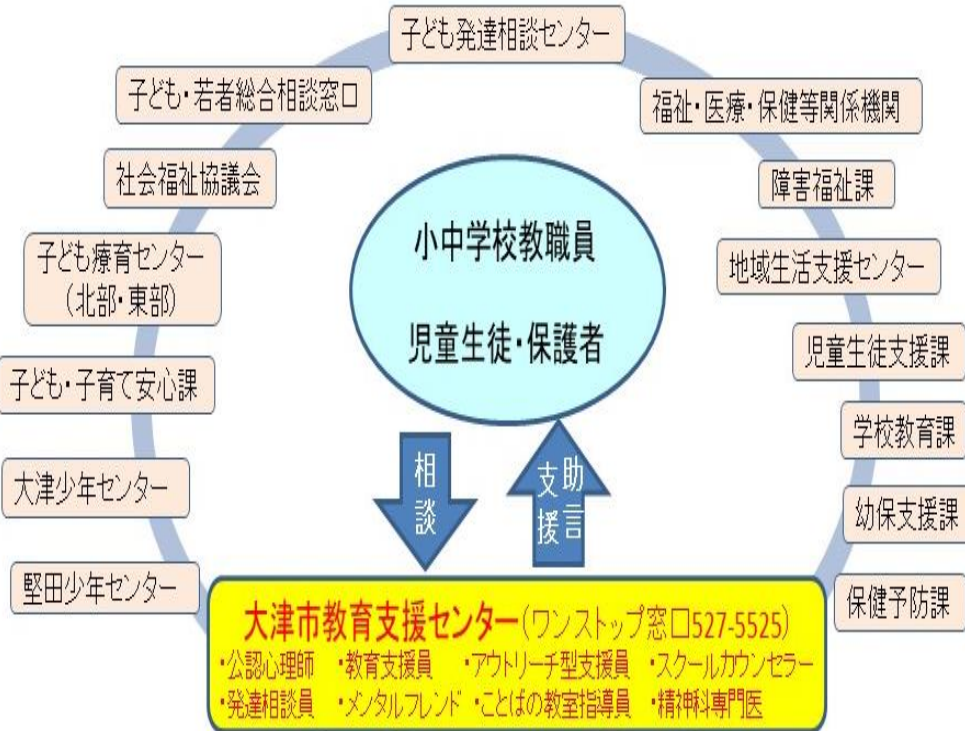 子ども発達相談センター
子ども・若者総合相談窓口
福祉・医療・保健等関係機関
社会福祉協議会
障害福祉課
子ども療育センター
(北部・東部)
地域生活支援センター
小中学校教職員
児童生徒・保護者
児童生徒支援課
子ども・子育て安心課
学校教育課
大津少年センター
幼保支援課
堅田少年センター
保健予防課
相談
助言
支援
大津市教育支援センター(ワンストップ窓口527-5525)
・公認心理師 ・教育支援員 ・アウトリーチ型支援員 ・スクールカウンセラー
・発達相談員 ・メンタルフレンド ・ことばの教室指導員 ・精神科専門医